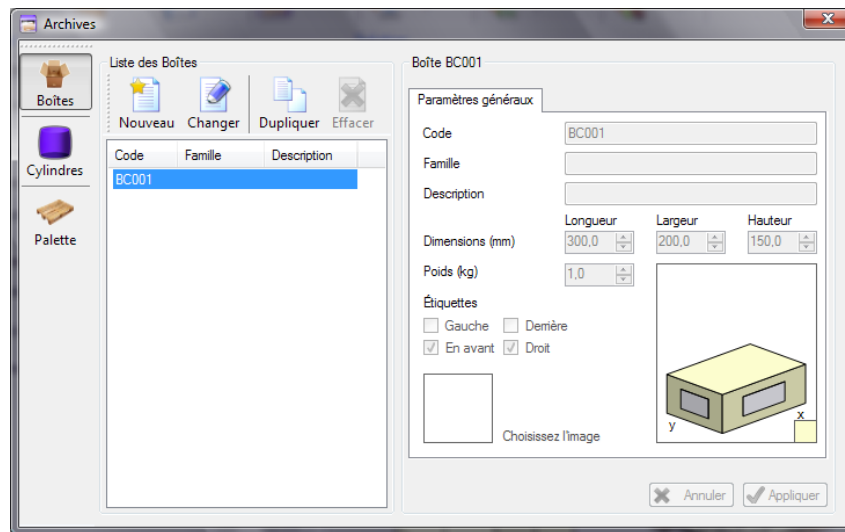 Archives
Boîtes
Cylindres
Palette
Liste des Boîtes
Nouveau Changer Dupliquer Effacer
Code Famille Description
BC001
Boîte BC001
Paramètres généraux
Code BC001
Famille
Description
Longueur Largeur Hauteur
Dimensions (mm) 300,0 200,0 150,0
Poids (kg) 1,0
Étiquettes
Gauche Derrière
En avant Droit
Choisissez l'image
y x
Annuler Appliquer